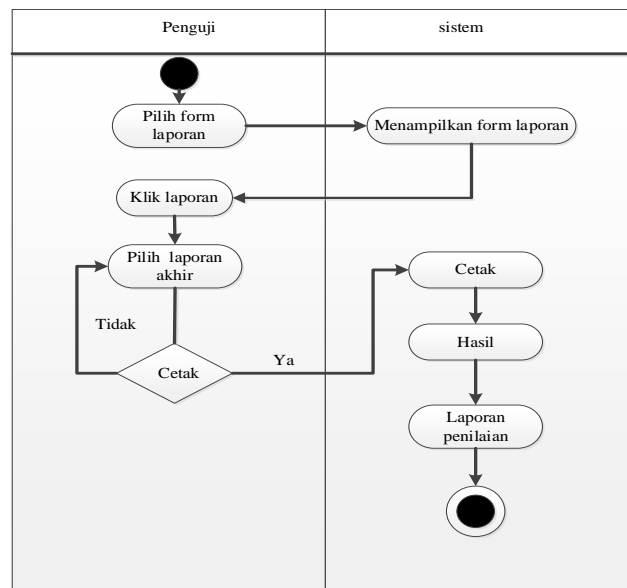 Penguji
sistem
Pilih form
laporan
Menampilkan form laporan
Klik laporan
Pilih laporan
akhir
Cetak
Tidak
Ya
Cetak
Hasil
Laporan
penilaian